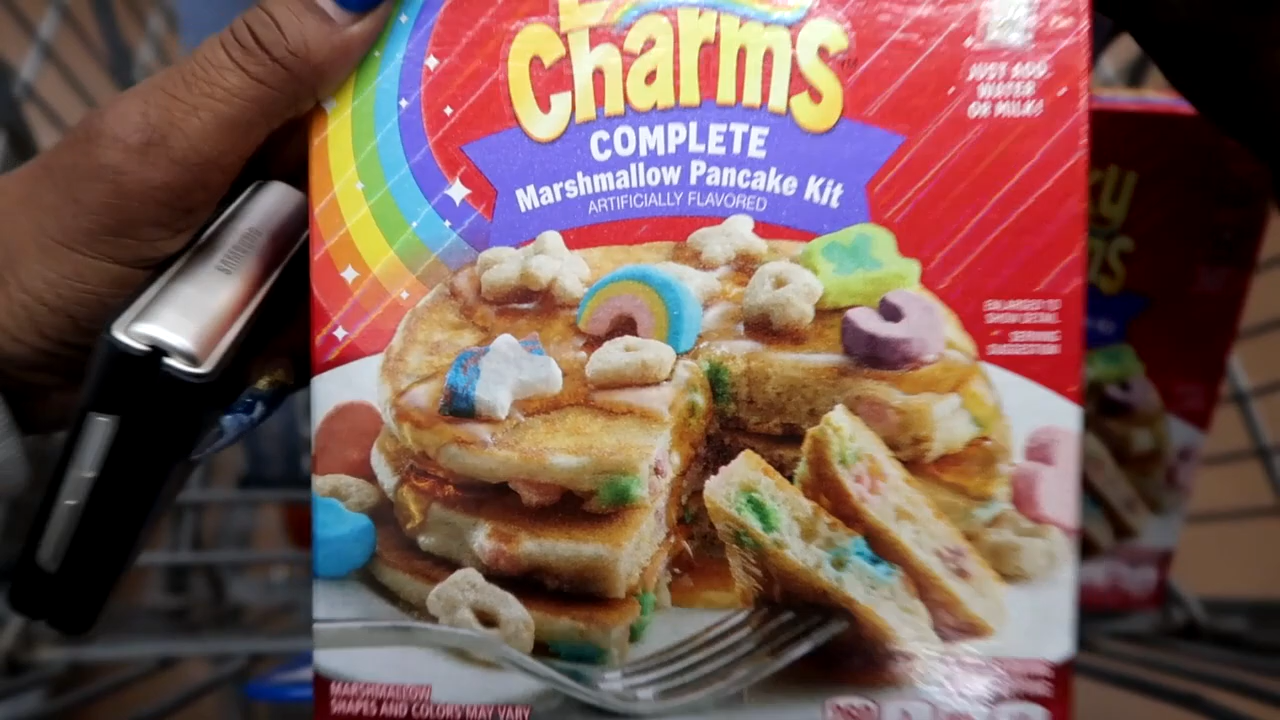 Charms
COMPLETE
Marshmallow Pancake Kit
ARTIFICIALLY FLAVORED
JUST ADD
WATER
OR MILK!
ENLARGED TO
SHOW DETAIL
SERVING
SUGGESTION
SAMSUNG
MARSHMALLOW
SHAPES AND COLORS MAY VARY